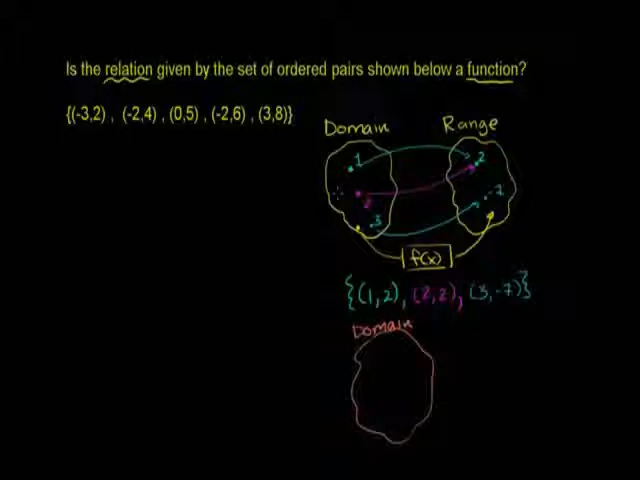 Is the relation given by the set of ordered pairs shown below a function?
{(-3,2) , (-2,4) , (0,5) , (-2,6) , (3,8)}
Domain Range
1 2
2 -7
3
f(x)
{(1,2), (2,2), (3,-7)}
Domain